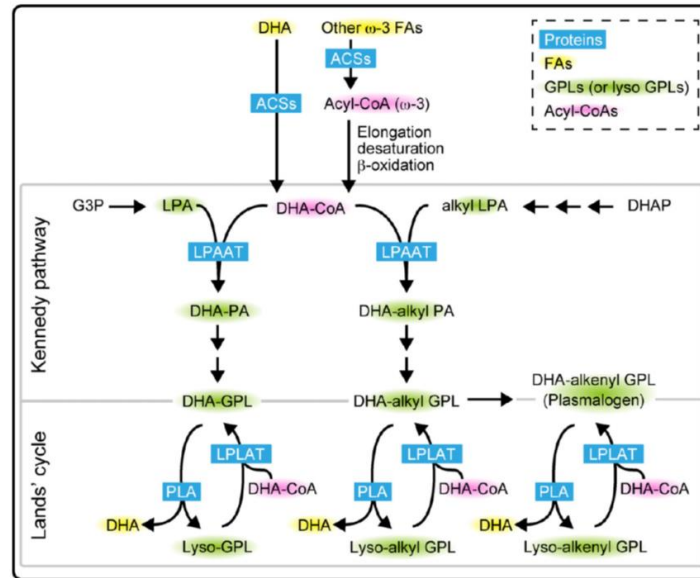 DHA
Other ω-3 FAs
Proteins
FAs
GPLs (or lyso GPLs)
Acyl-CoAs
ACSs
ACSs
Acyl-CoA (ω-3)
Elongation
desaturation
β-oxidation
Kennedy pathway
G3P
LPA
DHA-CoA
alkyl LPA
DHAP
LPAAT
LPAAT
DHA-PA
DHA-alkyl PA
DHA-GPL
DHA-alkyl GPL
DHA-alkenyl GPL
(Plasmalogen)
Lands' cycle
LPLAT
LPLAT
LPLAT
PLA
DHA-CoA
PLA
DHA-CoA
PLA
DHA-CoA
DHA
DHA
DHA
Lyso-GPL
Lyso-alkyl GPL
Lyso-alkenyl GPL